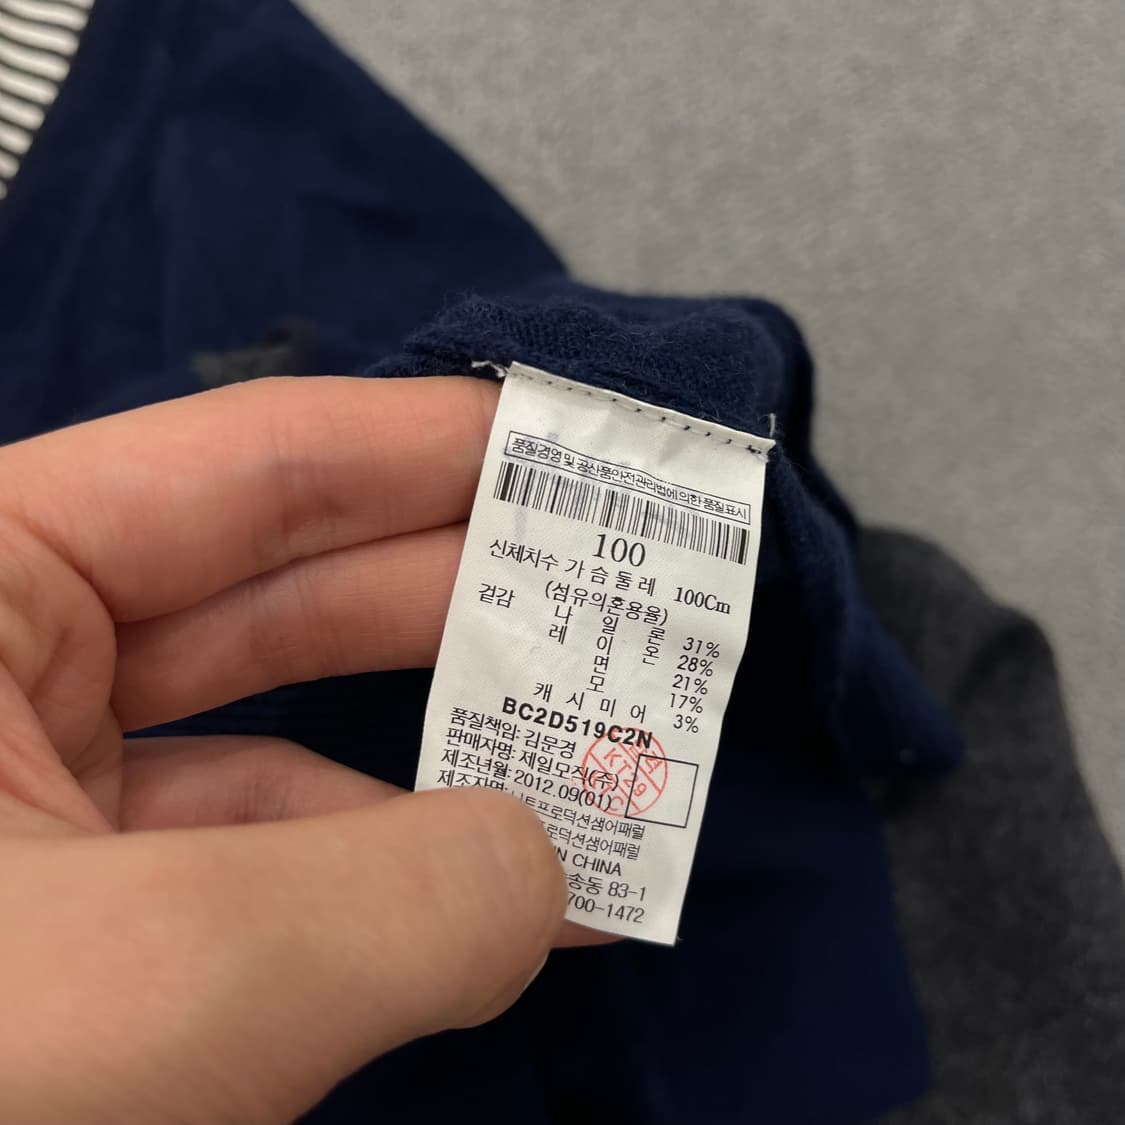 품질경영 및 공산품안전관리법에 의한 품질표시
100
신체치수 가슴둘레 100Cm
(섬유의혼용율)
겉감 나일론 31%
레이온 28%
면 21%
모 17%
캐시미어 3%
BC2D519C2N
품질책임: 김문경
판매자명: 제일모직(주)
제조년월: 2012.09(01)
제조자명: 니트프로덕션샘어패럴
프로덕션샘어패럴
CHINA
송동 83-1
700-1472